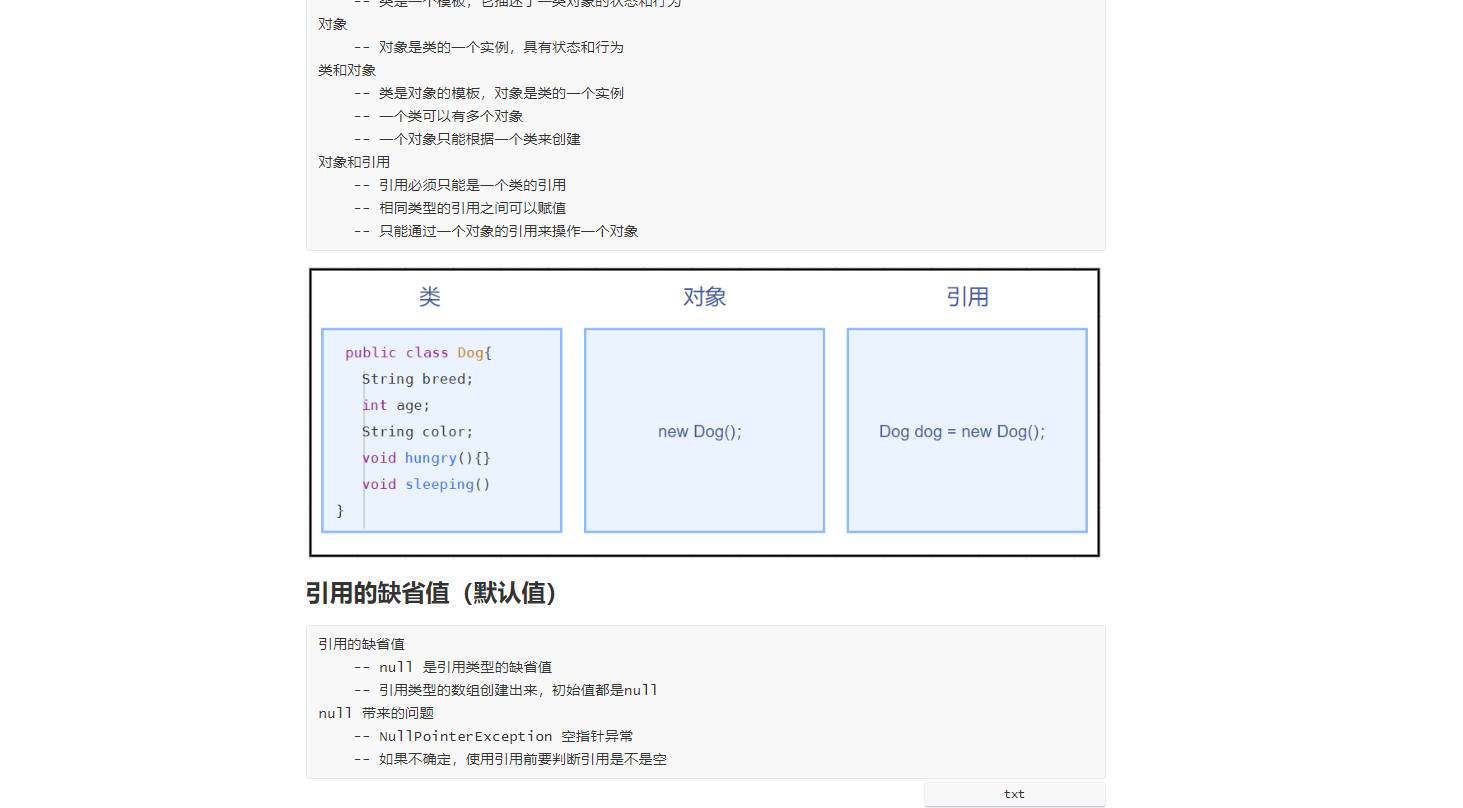 -- 类是一个模板，它描述了一类对象的状态和行为
对象
-- 对象是类的一个实例，具有状态和行为
类和对象
-- 类是对象的模板，对象是类的一个实例
-- 一个类可以有多个对象
-- 一个对象只能根据一个类来创建
对象和引用
-- 引用必须只能是一个类的引用
-- 相同类型的引用之间可以赋值
-- 只能通过一个对象的引用来操作一个对象
类
public class Dog{
String breed;
int age;
String color;
void hungry(){}
void sleeping()
}
对象
new Dog();
引用
Dog dog = new Dog();
引用的缺省值（默认值）
引用的缺省值
-- null 是引用类型的缺省值
-- 引用类型的数组创建出来，初始值都是null
null 带来的问题
-- NullPointerException 空指针异常
-- 如果不确定，使用引用前要判断引用是不是空
txt